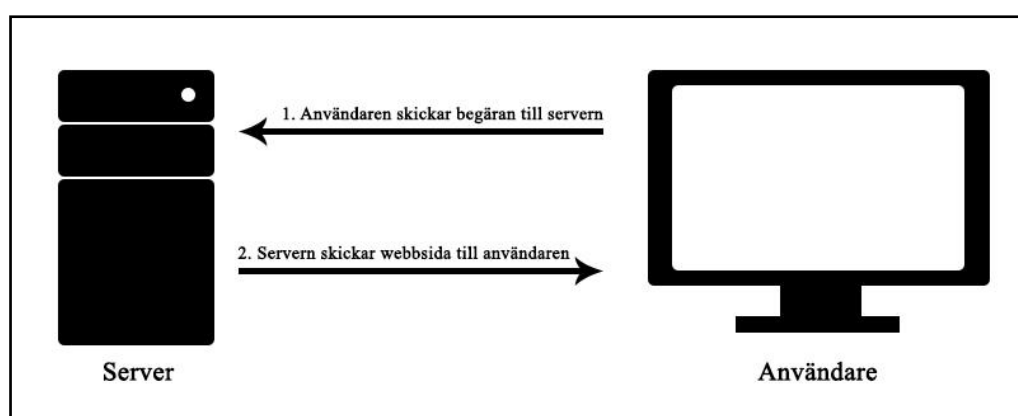 1. Användaren skickar begäran till servern
2. Servern skickar webbsida till användaren
Server
Användare